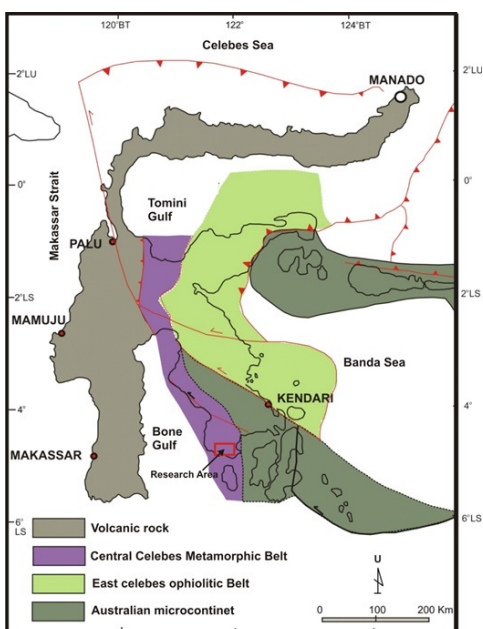 120°BT
122°
124°BT
Celebes Sea
2°LU
2°LU
MANADO
0°
0°
Makassar Strait
Tomini
Gulf
PALU
2°LS
2°LS
MAMUJU
Banda Sea
KENDARI
4°
4°
Bone
Gulf
MAKASSAR
Research Area
6°
LS
6°LS
Volcanic rock
Central Celebes Metamorphic Belt
East celebes ophiolitic Belt
Australian microcontinet
U
0 100 200 Km